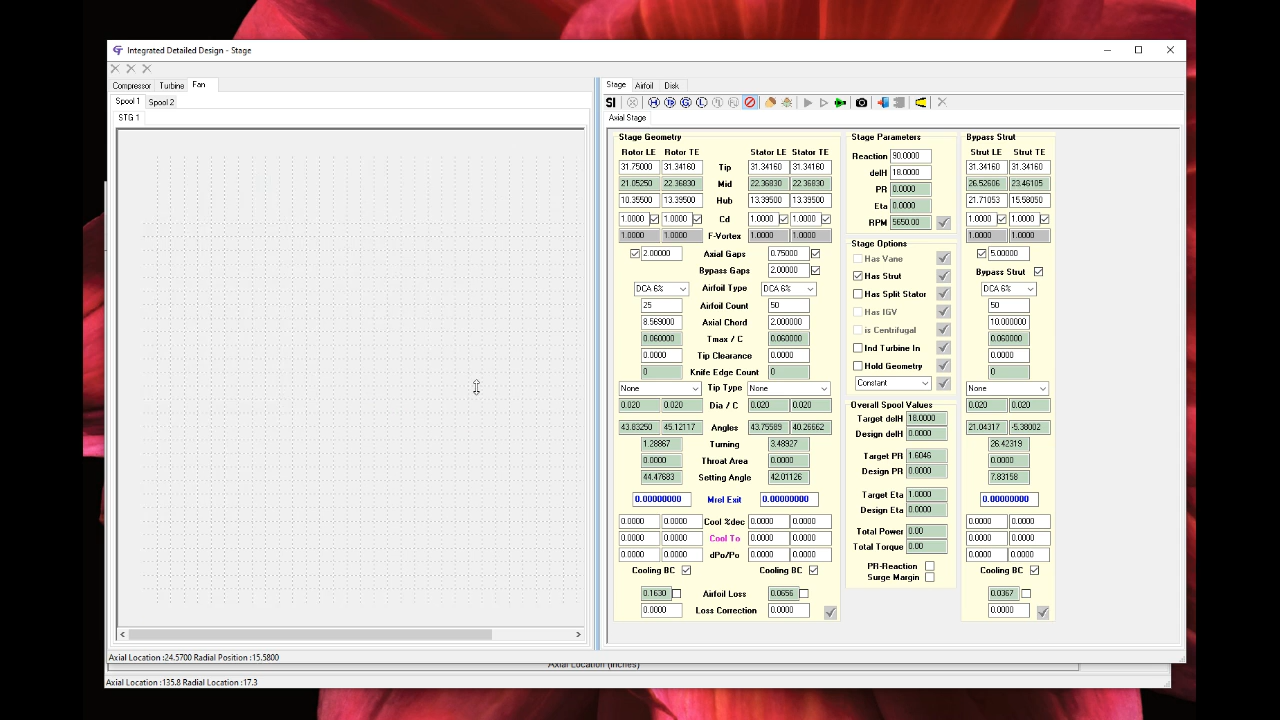 Integrated Detailed Design - Stage
Compressor Turbine Fan
Spool 1 Spool 2
STG 1
Axial Location :24.5700 Radial Position :15.5800
Axial Location (inches)
Axial Location :135.8 Radial Location :17.3
Stage Airfoil Disk
SI
Axial Stage
Stage Geometry
Rotor LE Rotor TE Stator LE Stator TE
31.75000 31.34160 Tip 31.34160 31.34160
21.05250 22.36830 Mid 22.36830 22.36830
10.35500 13.39500 Hub 13.39500 13.39500
1.0000 1.0000 Cd 1.0000 1.0000
1.0000 1.0000 F-Vortex 1.0000 1.0000
2.00000 Axial Gaps 0.75000
Bypass Gaps 2.00000
DCA 6% Airfoil Type DCA 6%
25 Airfoil Count 50
8.569000 Axial Chord 2.000000
0.060000 Tmax / C 0.060000
0.0000 Tip Clearance 0.0000
0 Knife Edge Count 0
None Tip Type None
0.020 0.020 Dia / C 0.020 0.020
43.83250 45.12117 Angles 43.75589 40.26662
1.28867 Turning 3.48927
0.0000 Throat Area 0.0000
44.47683 Setting Angle 42.01126
0.00000000 Mrel Exit 0.00000000
0.0000 0.0000 Cool %dec 0.0000 0.0000
0.0000 0.0000 Cool To 0.0000 0.0000
0.0000 0.0000 dPo/Po 0.0000 0.0000
Cooling BC Cooling BC
0.1630 Airfoil Loss 0.0656
0.0000 Loss Correction 0.0000
Stage Parameters
Reaction 90.0000
delH 18.0000
PR 0.0000
Eta 0.0000
RPM 5650.00
Stage Options
Has Vane
Has Strut
Has Split Stator
Has IGV
is Centrifugal
Ind Turbine In
Hold Geometry
Constant
Overall Spool Values
Target delH 18.0000
Design delH 0.0000
Target PR 1.6046
Design PR 0.0000
Target Eta 1.0000
Design Eta 0.0000
Total Power 0.00
Total Torque 0.00
PR-Reaction
Surge Margin
Bypass Strut
Strut LE Strut TE
31.34160 31.34160
26.52606 23.46105
21.71053 15.58050
1.0000 1.0000
1.0000 1.0000
5.00000
Bypass Strut
DCA 6%
50
10.000000
0.060000
0.0000
0
None
0.020 0.020
21.04317 -5.38002
26.42319
0.0000
7.83158
0.00000000
0.0000 0.0000
0.0000 0.0000
0.0000 0.0000
Cooling BC
0.0367
0.0000